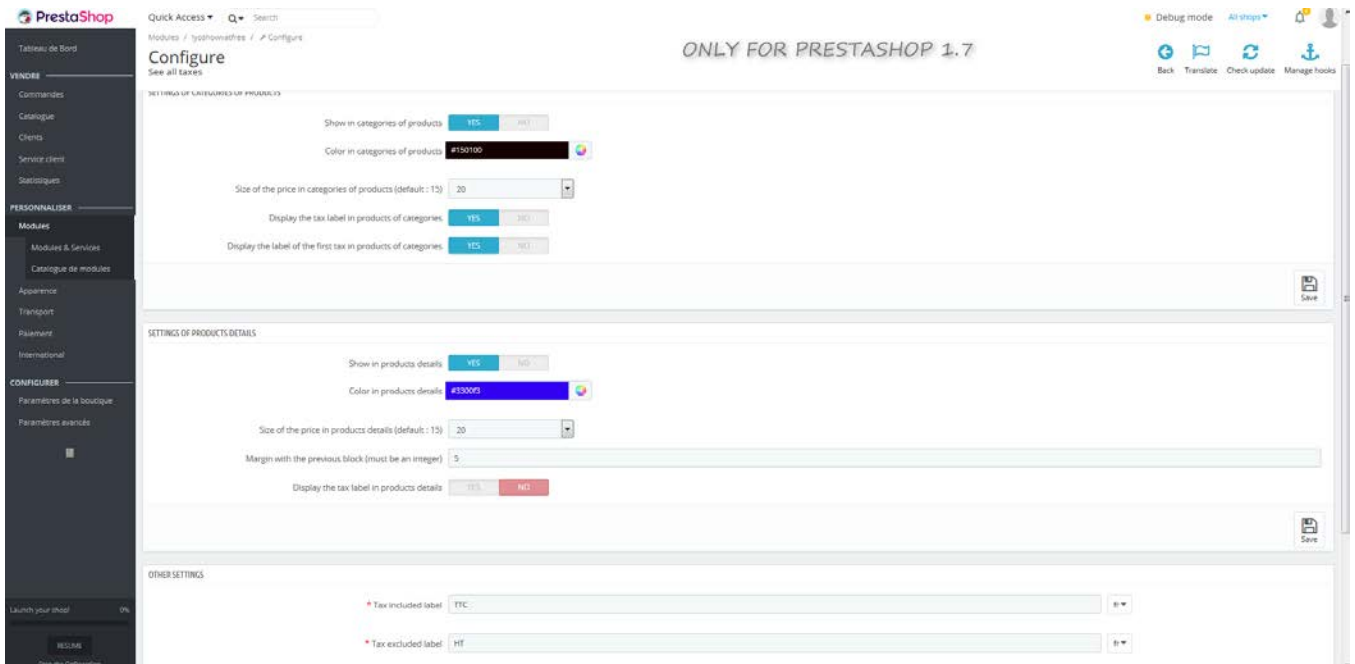 PrestaShop
Quick Access
Search
Debug mode
All shops
Modules / / Configure
Configure
See all taxes
ONLY FOR PRESTASHOP 1.7
Back
Translate
Check update
Manage hooks
Tableau de Bord
VENDRE
Commandes
Catalogue
Clients
Service client
Statistiques
PERSONNALISER
Modules
Modules & Services
Catalogue de modules
Apparence
Transport
Paiement
International
CONFIGURER
Paramètres de la boutique
Paramètres avancés
Launch your shop! 0%
RESUME
SETTINGS OF CATEGORIES OF PRODUCTS
Show in categories of products YES NO
Color in categories of products #150100
Size of the price in categories of products (default : 15) 20
Display the tax label in products of categories YES NO
Display the label of the first tax in products of categories YES NO
Save
SETTINGS OF PRODUCTS DETAILS
Show in products details YES NO
Color in products details #3300f3
Size of the price in products details (default : 15) 20
Margin with the previous block (must be an integer) 5
Display the tax label in products details YES NO
Save
OTHER SETTINGS
* Tax included label TTC fr
* Tax excluded label HT fr